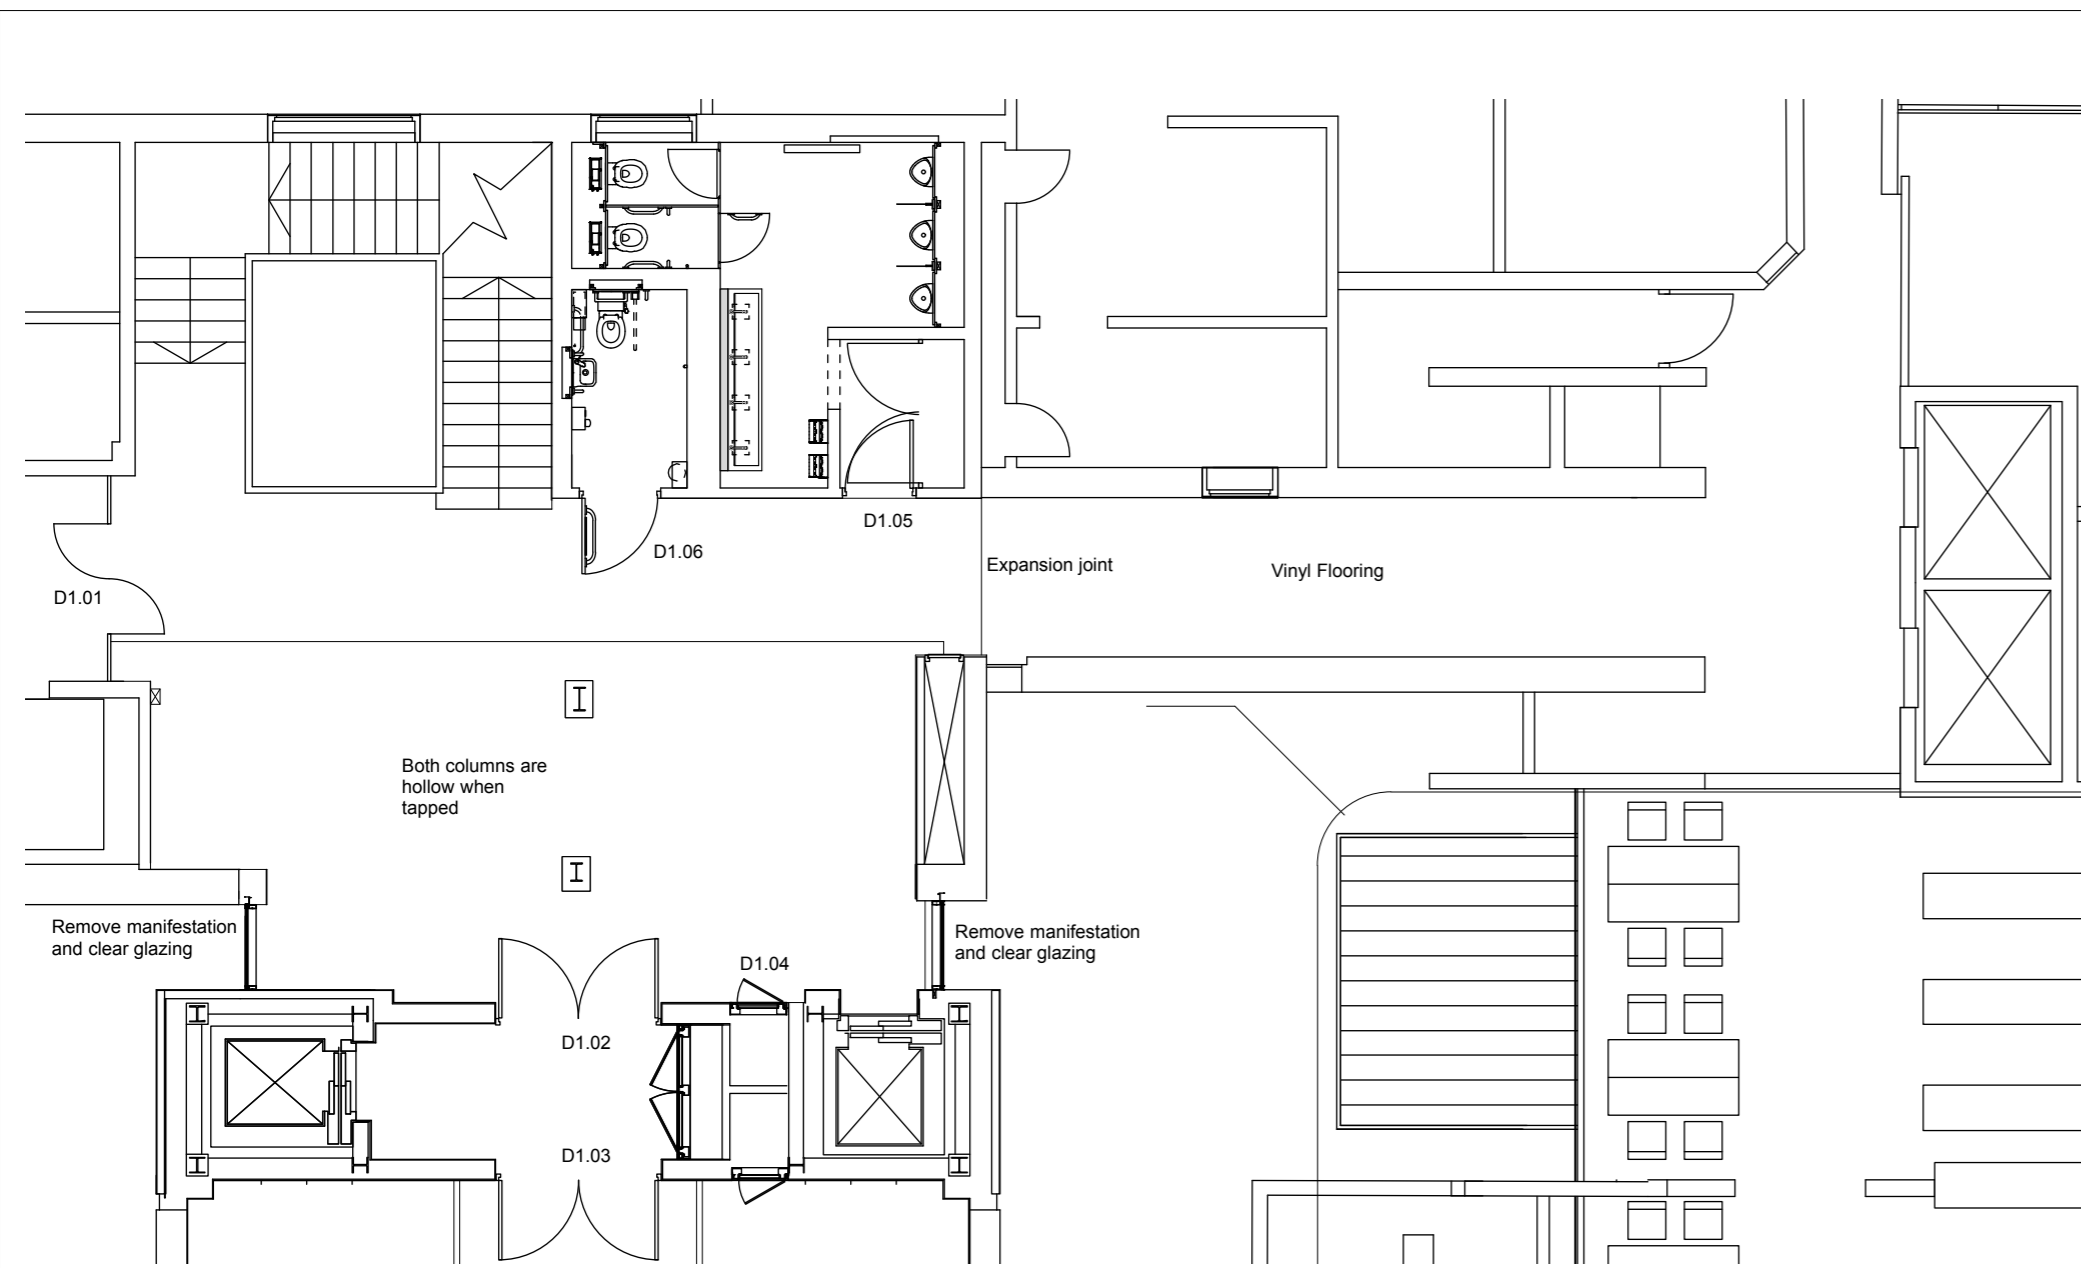 D1.05
D1.06
Expansion joint
Vinyl Flooring
D1.01
Both columns are
hollow when
tapped
Remove manifestation
and clear glazing
Remove manifestation
and clear glazing
D1.04
D1.02
D1.03